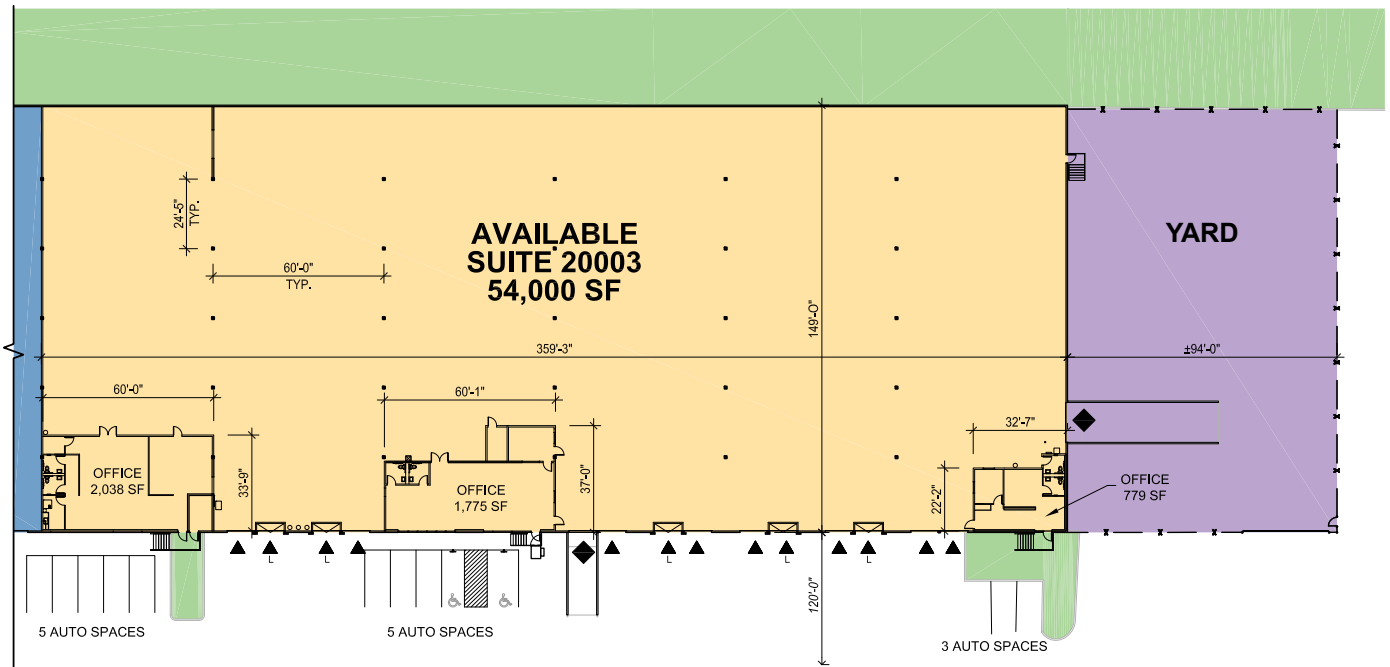 24'-5"
TYP.
60'-0"
TYP.
AVAILABLE
SUITE 20003
54,000 SF
YARD
149'-0"
359'-3"
±94'-0"
60'-0"
60'-1"
32'-7"
OFFICE
2,038 SF
33'-9"
OFFICE
1,775 SF
37'-0"
22'-2"
OFFICE
779 SF
L
L
L
L
L
120'-0"
5 AUTO SPACES
5 AUTO SPACES
3 AUTO SPACES